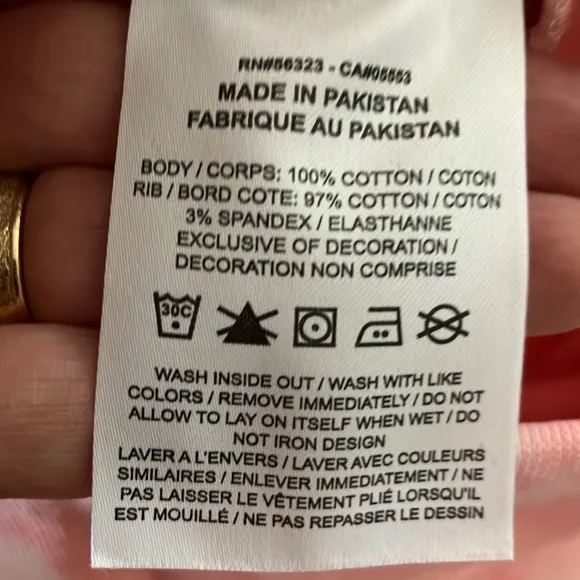 RN#56323 - CA#05553
MADE IN PAKISTAN
FABRIQUE AU PAKISTAN
BODY / CORPS: 100% COTTON / COTON
RIB / BORD COTE: 97% COTTON / COTON
3% SPANDEX / ELASTHANNE
EXCLUSIVE OF DECORATION /
DECORATION NON COMPRISE
30C
WASH INSIDE OUT / WASH WITH LIKE
COLORS / REMOVE IMMEDIATELY / DO NOT
ALLOW TO LAY ON ITSELF WHEN WET / DO
NOT IRON DESIGN
LAVER A L'ENVERS / LAVER AVEC COULEURS
SIMILAIRES / ENLEVER IMMEDIATEMENT / NE
PAS LAISSER LE VÊTEMENT PLIÉ LORSQU'IL
EST MOUILLÉ / NE PAS REPASSER LE DESSIN